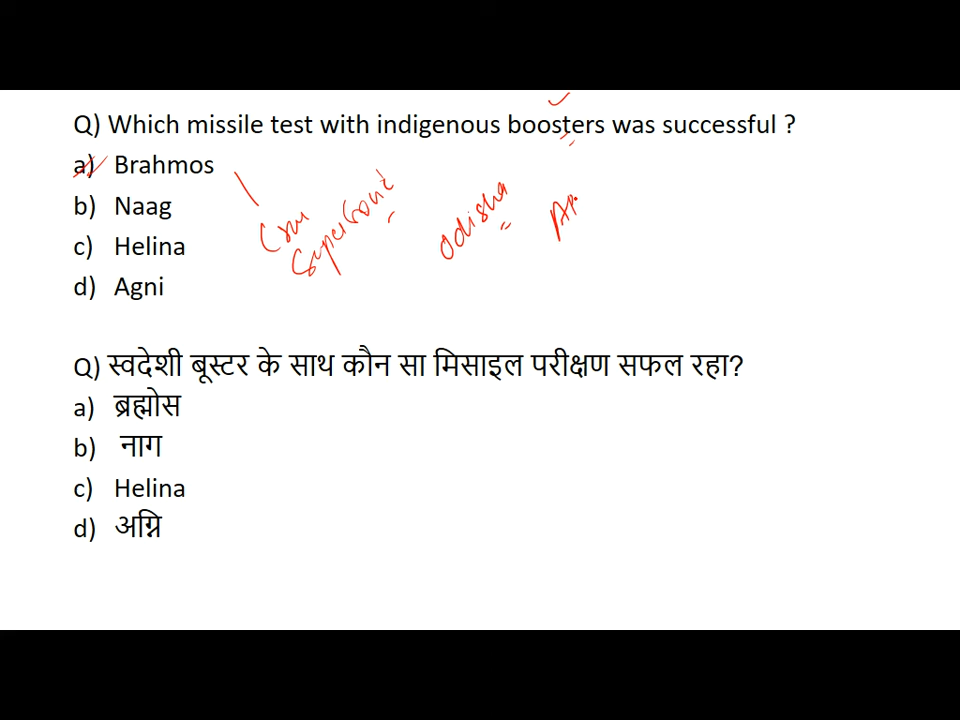 Q) Which missile test with indigenous boosters was successful ?
a) Brahmos
b) Naag
c) Helina
d) Agni
Supersonic
Odisha
Q) स्वदेशी बूस्टर के साथ कौन सा मिसाइल परीक्षण सफल रहा?
a) ब्रह्मोस
b) नाग
c) Helina
d) अग्नि